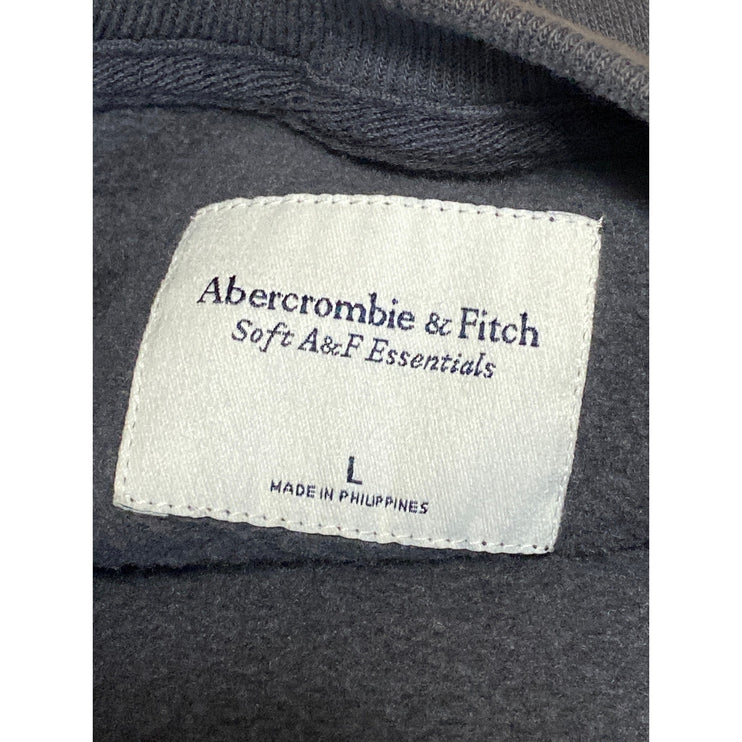 Abercrombie & Fitch
Soft A&F Essentials
L
MADE IN PHILIPPINES